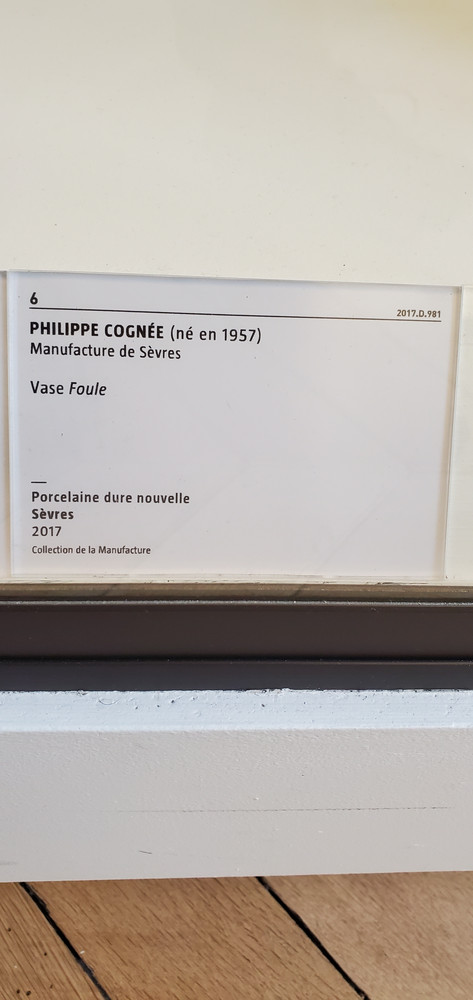 6
2017.D.981
PHILIPPE COGNÉE (né en 1957)
Manufacture de Sèvres
Vase Foule
—
Porcelaine dure nouvelle
Sèvres
2017
Collection de la Manufacture